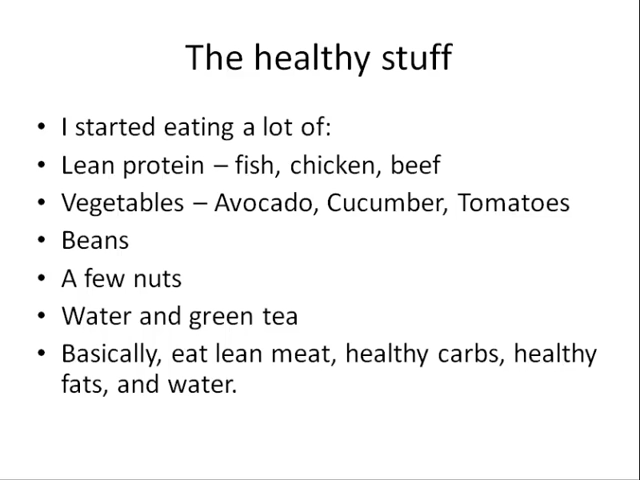 The healthy stuff
• I started eating a lot of:
• Lean protein – fish, chicken, beef
• Vegetables – Avocado, Cucumber, Tomatoes
• Beans
• A few nuts
• Water and green tea
• Basically, eat lean meat, healthy carbs, healthy
fats, and water.